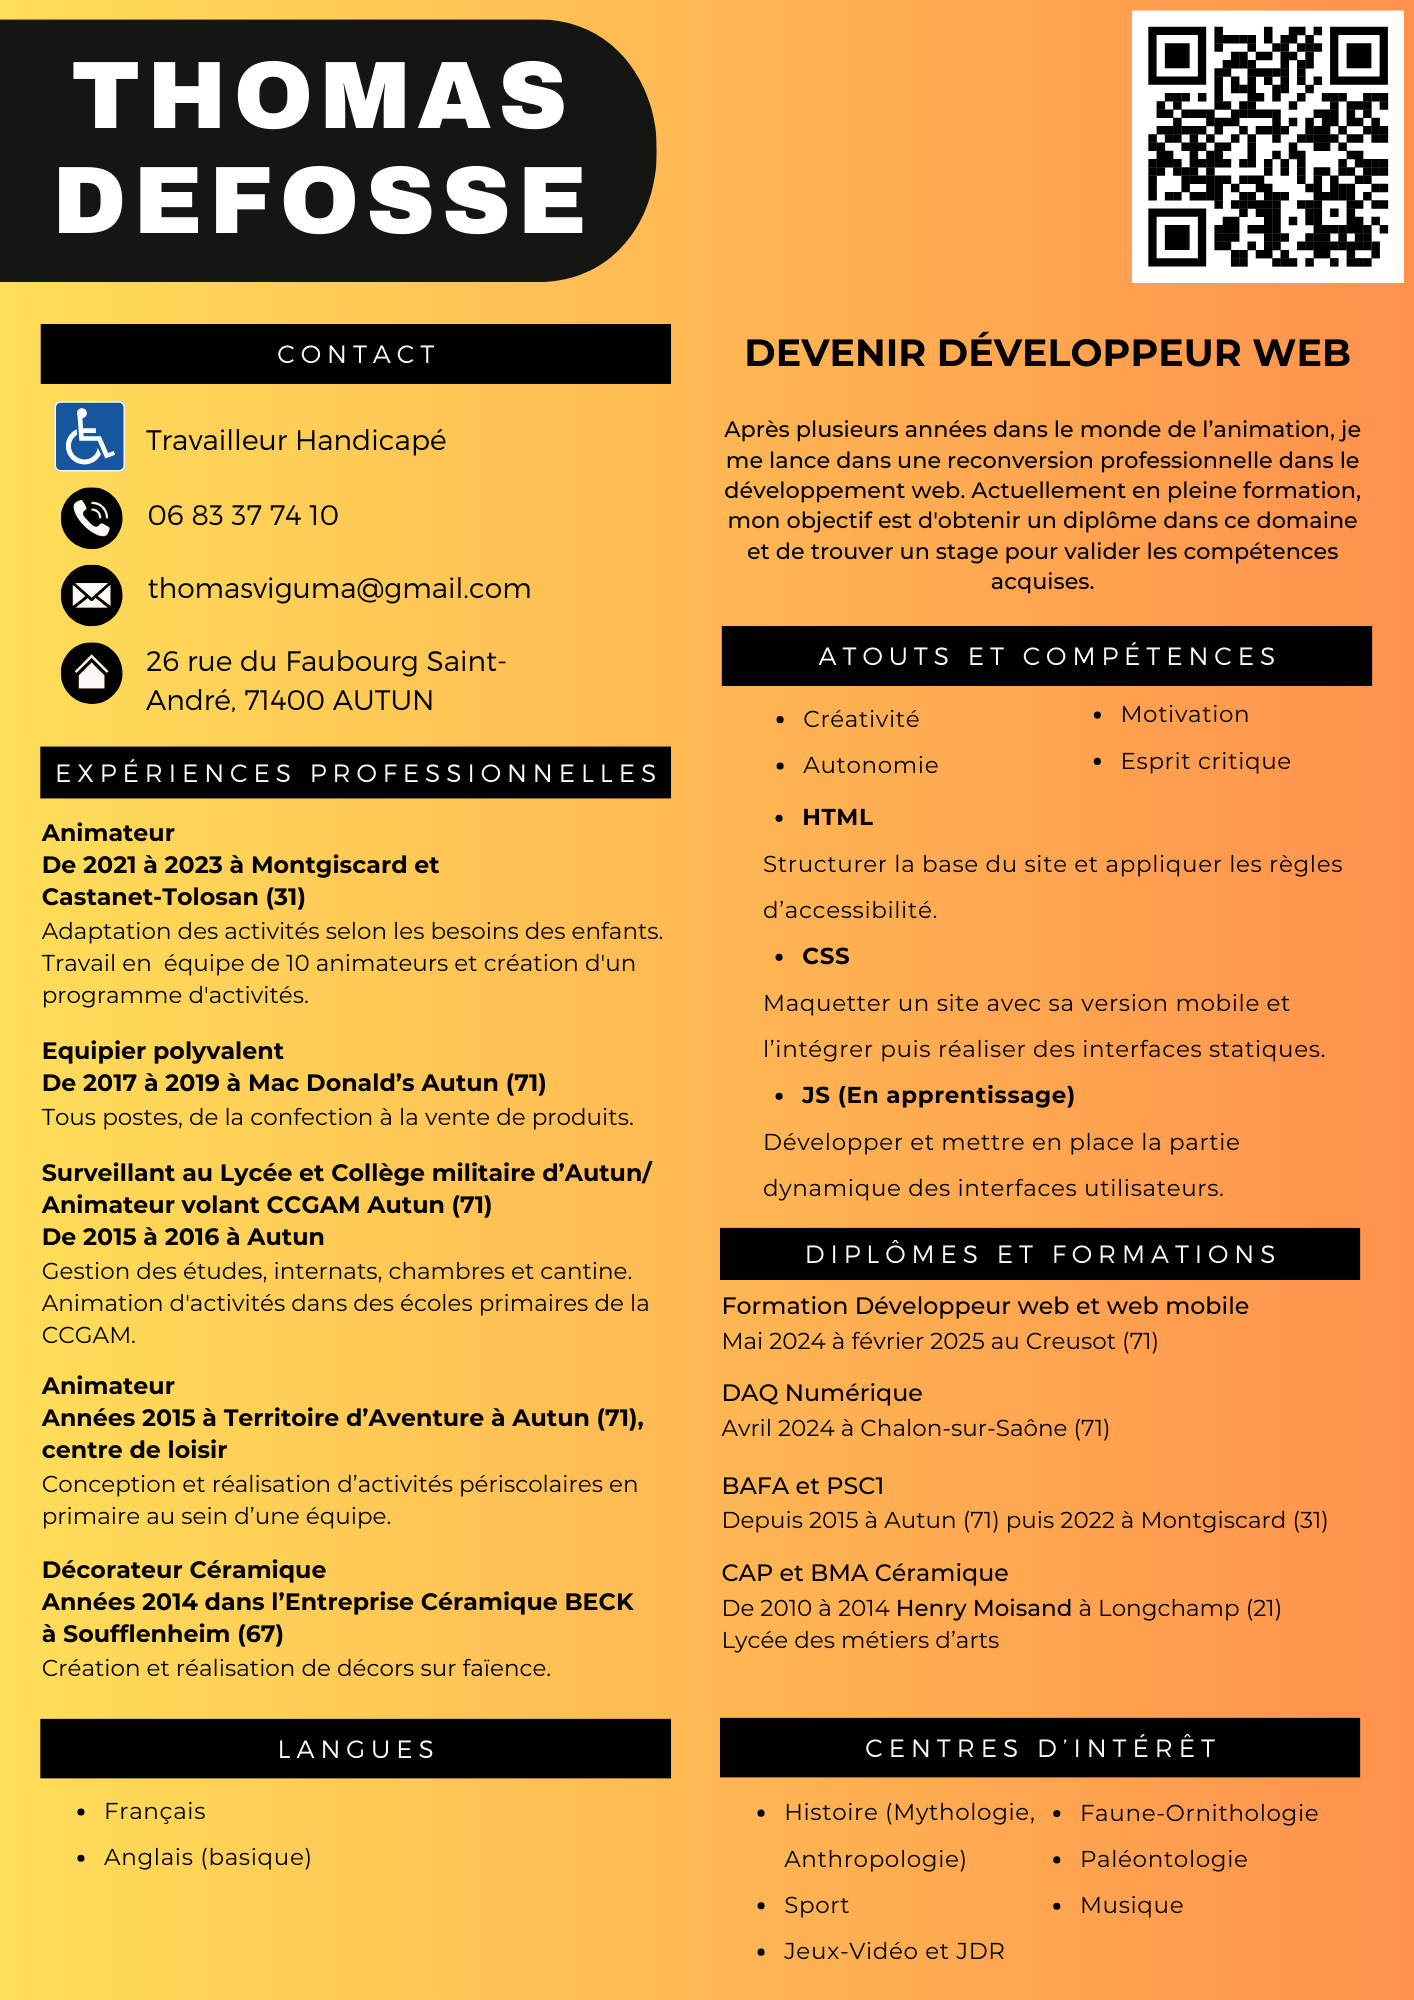 THOMAS
DEFOSSE
CONTACT
Travailleur Handicapé
06 83 37 74 10
thomasviguma@gmail.com
26 rue du Faubourg Saint-
André, 71400 AUTUN
EXPÉRIENCES PROFESSIONNELLES
Animateur
De 2021 à 2023 à Montgiscard et
Castanet-Tolosan (31)
Adaptation des activités selon les besoins des enfants.
Travail en  équipe de 10 animateurs et création d'un
programme d'activités.
Equipier polyvalent
De 2017 à 2019 à Mac Donald’s Autun (71)
Tous postes, de la confection à la vente de produits.
Surveillant au Lycée et Collège militaire d’Autun/
Animateur volant CCGAM Autun (71)
De 2015 à 2016 à Autun
Gestion des études, internats, chambres et cantine.
Animation d'activités dans des écoles primaires de la
CCGAM.
Animateur
Années 2015 à Territoire d’Aventure à Autun (71),
centre de loisir
Conception et réalisation d’activités périscolaires en
primaire au sein d’une équipe.
Décorateur Céramique
Années 2014 dans l’Entreprise Céramique BECK
à Soufflenheim (67)
Création et réalisation de décors sur faïence.
LANGUES
• Français
• Anglais (basique)
DEVENIR DÉVELOPPEUR WEB
Après plusieurs années dans le monde de l’animation, je
me lance dans une reconversion professionnelle dans le
développement web. Actuellement en pleine formation,
mon objectif est d'obtenir un diplôme dans ce domaine
et de trouver un stage pour valider les compétences
acquises.
ATOUTS ET COMPÉTENCES
• Créativité
• Autonomie
• Motivation
• Esprit critique
• HTML
Structurer la base du site et appliquer les règles
d’accessibilité.
• CSS
Maquetter un site avec sa version mobile et
l’intégrer puis réaliser des interfaces statiques.
• JS (En apprentissage)
Développer et mettre en place la partie
dynamique des interfaces utilisateurs.
DIPLÔMES ET FORMATIONS
Formation Développeur web et web mobile
Mai 2024 à février 2025 au Creusot (71)
DAQ Numérique
Avril 2024 à Chalon-sur-Saône (71)
BAFA et PSC1
Depuis 2015 à Autun (71) puis 2022 à Montgiscard (31)
CAP et BMA Céramique
De 2010 à 2014 Henry Moisand à Longchamp (21)
Lycée des métiers d’arts
CENTRES D’INTÉRÊT
• Histoire (Mythologie,
Anthropologie)
• Sport
• Jeux-Vidéo et JDR
• Faune-Ornithologie
• Paléontologie
• Musique